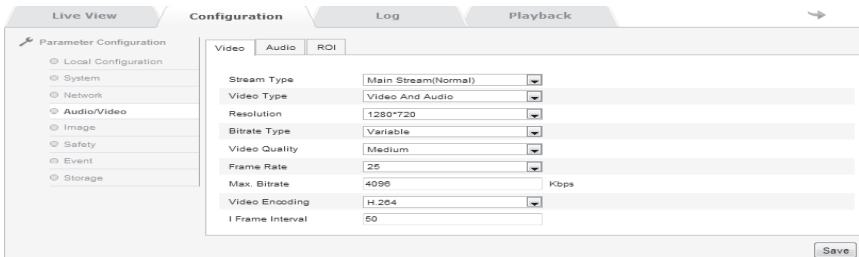 Live View Configuration Log Playback
Parameter Configuration
Local Configuration
System
Network
Audio/Video
Image
Safety
Event
Storage
Video Audio ROI
Stream Type Main Stream(Normal)
Video Type Video And Audio
Resolution 1280*720
Bitrate Type Variable
Video Quality Medium
Frame Rate 25
Max. Bitrate 4096 Kbps
Video Encoding H.264
I Frame Interval 50
Save